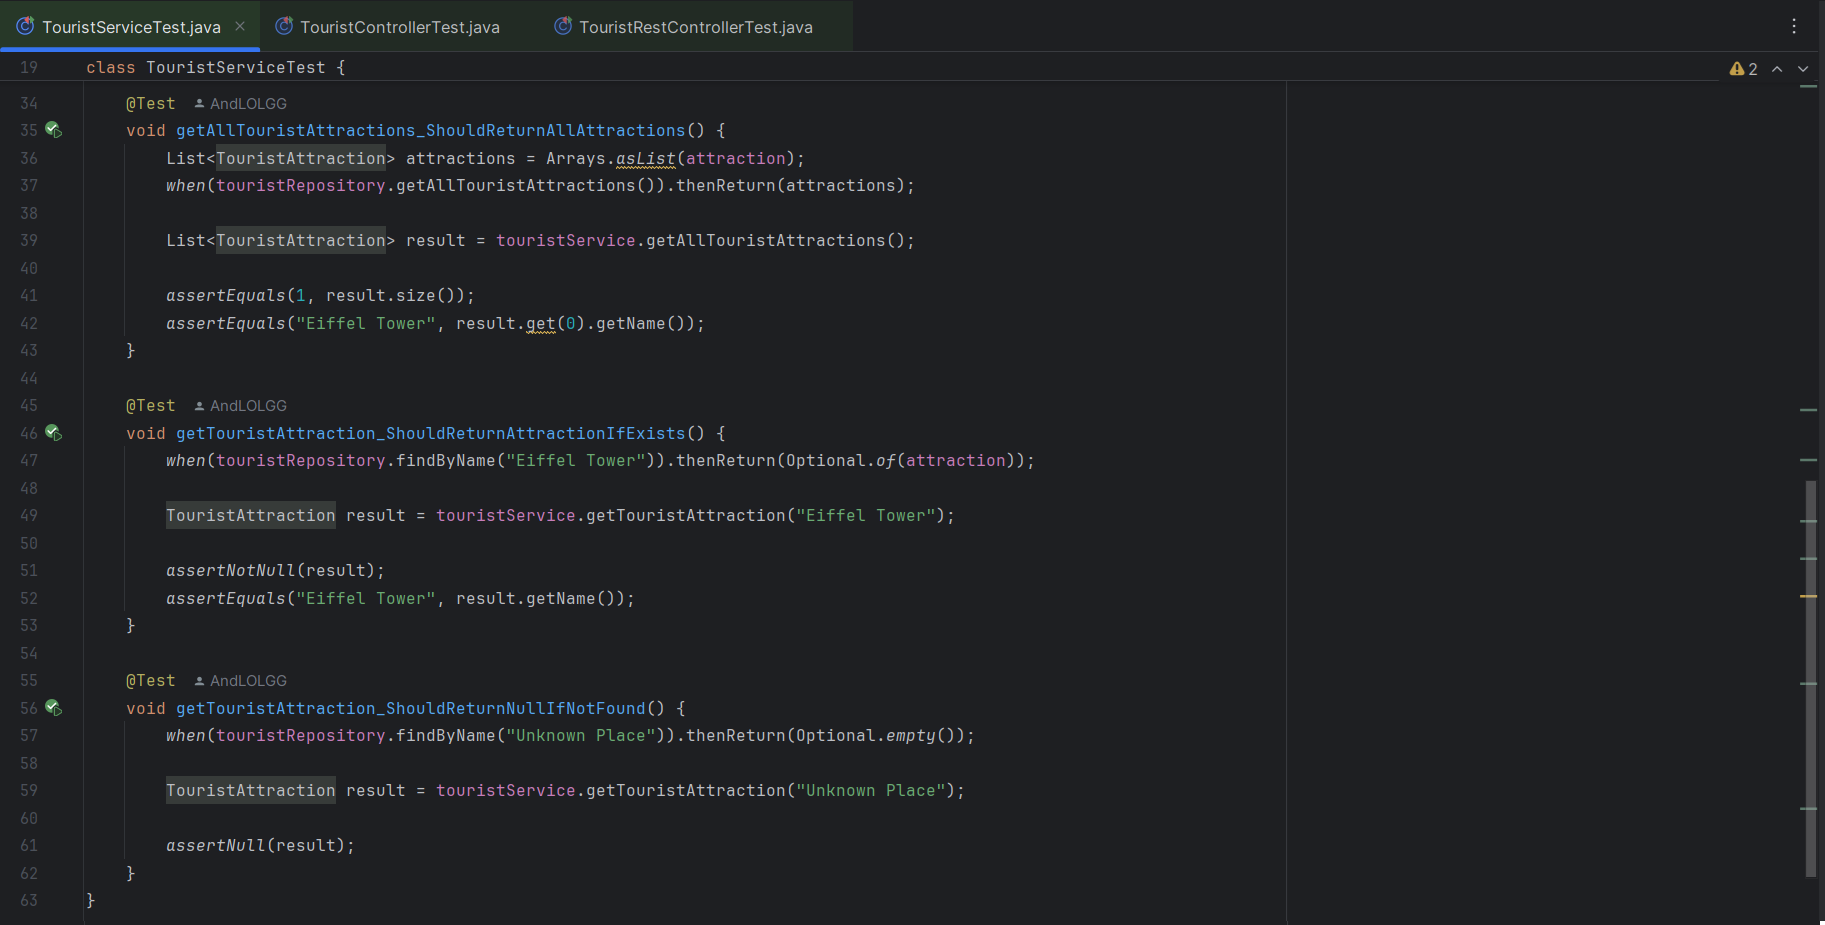 TouristServiceTest.java
TouristControllerTest.java
TouristRestControllerTest.java
19 class TouristServiceTest {
2
34 @Test AndLOLGG
35 void getAllTouristAttractions_ShouldReturnAllAttractions() {
36 List<TouristAttraction> attractions = Arrays.asList(attraction);
37 when(touristRepository.getAllTouristAttractions()).thenReturn(attractions);
38
39 List<TouristAttraction> result = touristService.getAllTouristAttractions();
40
41 assertEquals(1, result.size());
42 assertEquals("Eiffel Tower", result.get(0).getName());
43 }
44
45 @Test AndLOLGG
46 void getTouristAttraction_ShouldReturnAttractionIfExists() {
47 when(touristRepository.findByName("Eiffel Tower")).thenReturn(Optional.of(attraction));
48
49 TouristAttraction result = touristService.getTouristAttraction("Eiffel Tower");
50
51 assertNotNull(result);
52 assertEquals("Eiffel Tower", result.getName());
53 }
54
55 @Test AndLOLGG
56 void getTouristAttraction_ShouldReturnNullIfNotFound() {
57 when(touristRepository.findByName("Unknown Place")).thenReturn(Optional.empty());
58
59 TouristAttraction result = touristService.getTouristAttraction("Unknown Place");
60
61 assertNull(result);
62 }
63 }